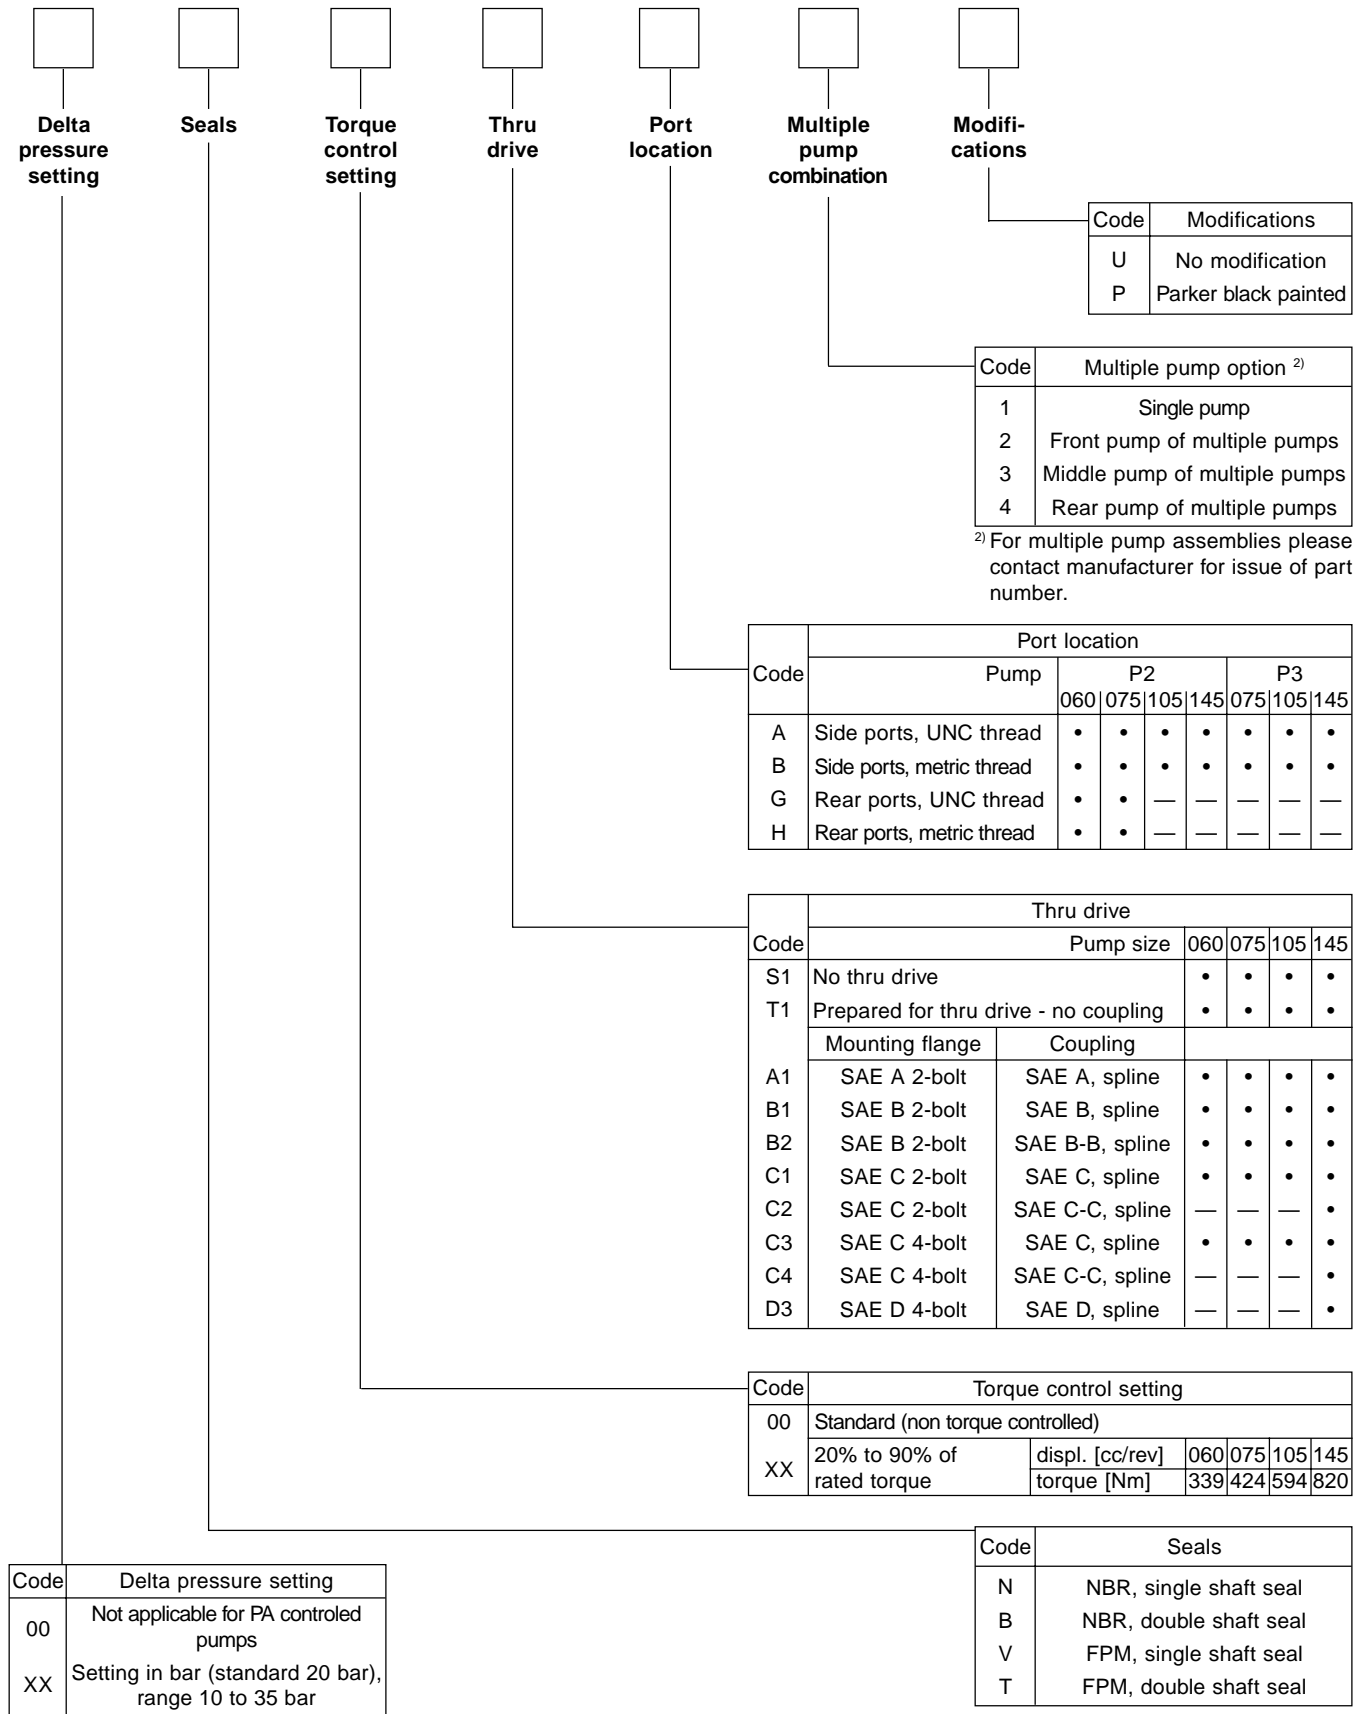 Delta pressure setting
Seals
Torque control setting
Thru drive
Port location
Multiple pump combination
Modifi-cations
Code Modifications
U No modification
P Parker black painted
Code Multiple pump option 2)
1 Single pump
2 Front pump of multiple pumps
3 Middle pump of multiple pumps
4 Rear pump of multiple pumps
2) For multiple pump assemblies please
contact manufacturer for issue of part
number.
Port location
Code Pump P2 P3
060 075 105 145 075 105 145
A Side ports, UNC thread • • • • • • •
B Side ports, metric thread • • • • • • •
G Rear ports, UNC thread • • — — — — —
H Rear ports, metric thread • • — — — — —
Thru drive
Code Pump size 060 075 105 145
S1 No thru drive • • • •
T1 Prepared for thru drive - no coupling • • • •
Mounting flange Coupling
A1 SAE A 2-bolt SAE A, spline • • • •
B1 SAE B 2-bolt SAE B, spline • • • •
B2 SAE B 2-bolt SAE B-B, spline • • • •
C1 SAE C 2-bolt SAE C, spline • • • •
C2 SAE C 2-bolt SAE C-C, spline — — — •
C3 SAE C 4-bolt SAE C, spline • • • •
C4 SAE C 4-bolt SAE C-C, spline — — — •
D3 SAE D 4-bolt SAE D, spline — — — •
Code Torque control setting
00 Standard (non torque controlled)
XX 20% to 90% of rated torque
displ. [cc/rev] 060 075 105 145
torque [Nm] 339 424 594 820
Code Seals
N NBR, single shaft seal
B NBR, double shaft seal
V FPM, single shaft seal
T FPM, double shaft seal
Code Delta pressure setting
00 Not applicable for PA controled
pumps
XX Setting in bar (standard 20 bar),
range 10 to 35 bar